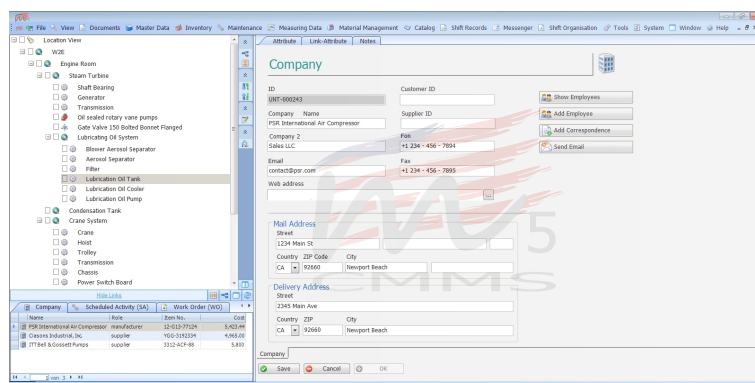 File View Documents Master Data Inventory Maintenance Measuring Data Material Management Catalog Shift Records Messenger Shift Organisation Tools System Window Help
Location View
W2E
Engine Room
Steam Turbine
Shaft Bearing
Generator
Transmission
Oil sealed rotary vane pumps
Gate Valve 150 Bolted Bonnet Flanged
Lubricating Oil System
Blower Aerosol Separator
Aerosol Separator
Filter
Lubrication Oil Tank
Lubrication Oil Cooler
Lubrication Oil Pump
Condensation Tank
Crane System
Crane
Hoist
Trolley
Transmission
Chassis
Power Switch Board
Hide Links
Company Scheduled Activity (SA) Work Order (WO)
Name Role Item No. Cost
PSR International Air Compressor manufacturer 12-G13-77124 5,423.44
Ciasons Industrial, Inc. supplier YGG-3192334 4,965.00
ITT Bell & Gossett Pumps supplier 3312-ACF-88 5,800
1 van 3
Attribute Link-Attribute Notes
Company
ID Customer ID
UNT-000243
Company Name Supplier ID
PSR International Air Compressor
Company 2 Fon
Sales LLC +1 234 - 456 - 7894
Email Fax
contact@psr.com +1 234 - 456 - 7895
Web address
...
Show Employees
Add Employee
Add Correspondence
Send Email
Mail Address
Street
1234 Main St
Country ZIP Code City
CA 92660 Newport Beach
Delivery Address
Street
2345 Main Ave
Country ZIP City
CA 92660 Newport Beach
5
CMMS
Company
Save Cancel OK